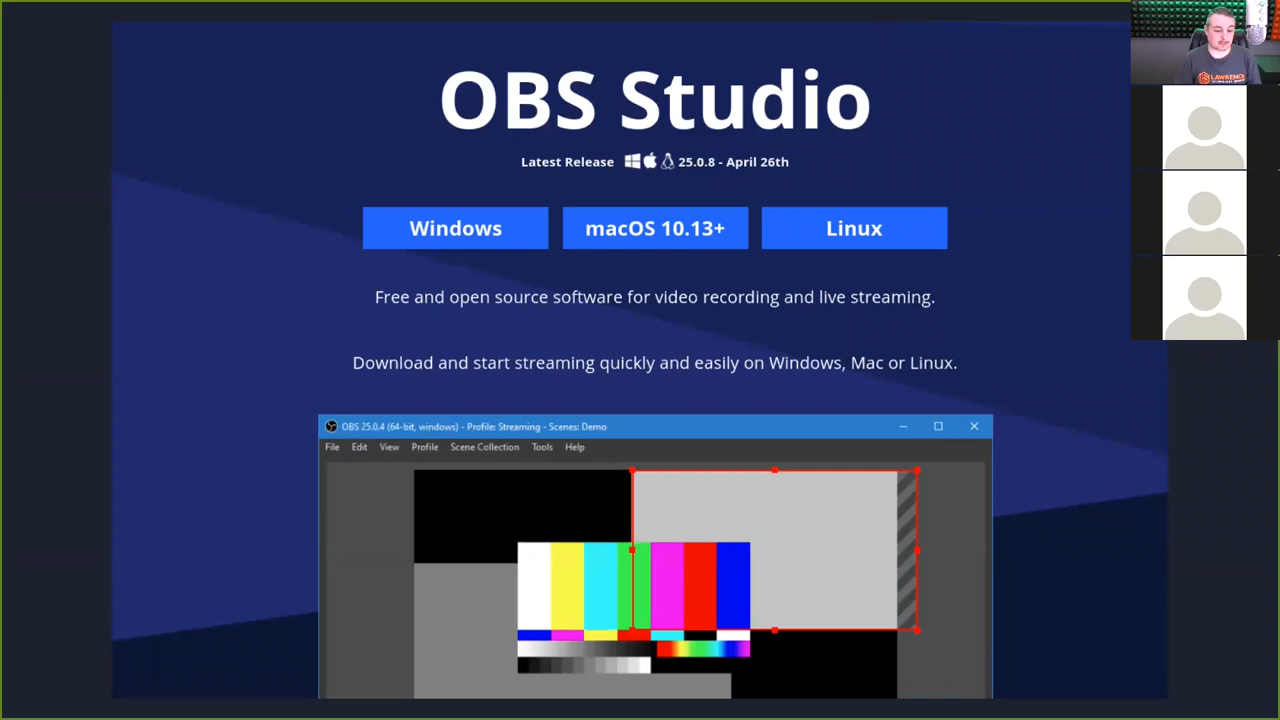 OBS Studio
Latest Release 25.0.8 - April 26th
Windows
macOS 10.13+
Linux
Free and open source software for video recording and live streaming.
Download and start streaming quickly and easily on Windows, Mac or Linux.
OBS 25.0.4 (64-bit, windows) - Profile: Streaming - Scenes: Demo
File Edit View Profile Scene Collection Tools Help
LAWRENCE